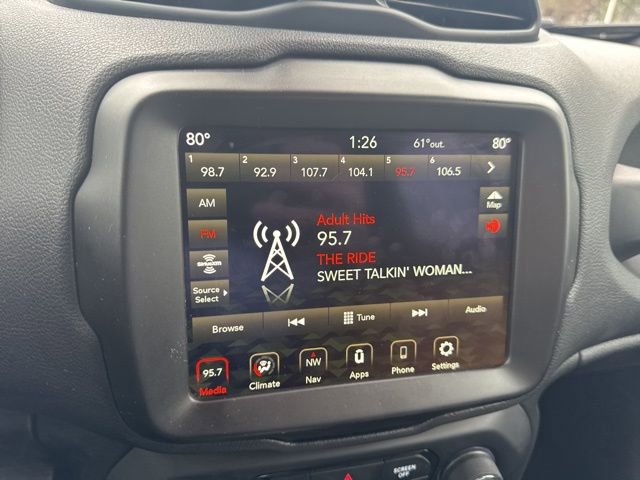 80° 1:26 61°out. 80°
1 98.7 2 92.9 3 107.7 4 104.1 5 95.7 6 106.5
AM
Map
FM
SiriusXM
Source Select
Adult Hits
95.7
THE RIDE
SWEET TALKIN' WOMAN...
Browse Tune Audio
95.7 NW
Media Climate Nav Apps Phone Settings
SCREEN
OFF